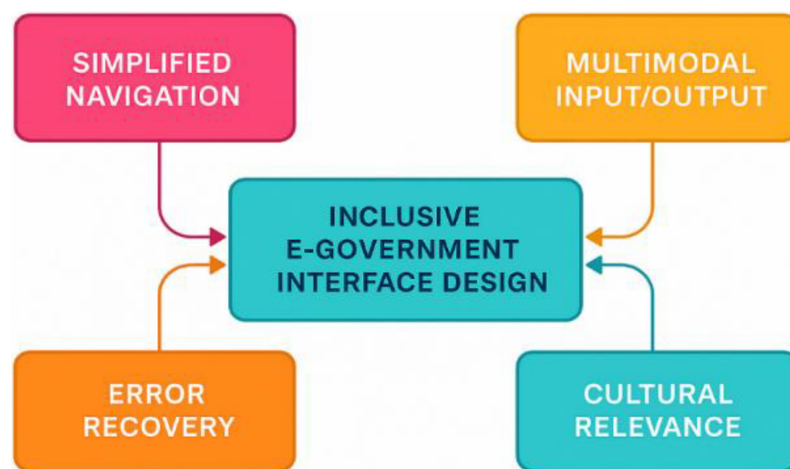 SIMPLIFIED
NAVIGATION
MULTIMODAL
INPUT/OUTPUT
INCLUSIVE
E-GOVERNMENT
INTERFACE DESIGN
ERROR
RECOVERY
CULTURAL
RELEVANCE